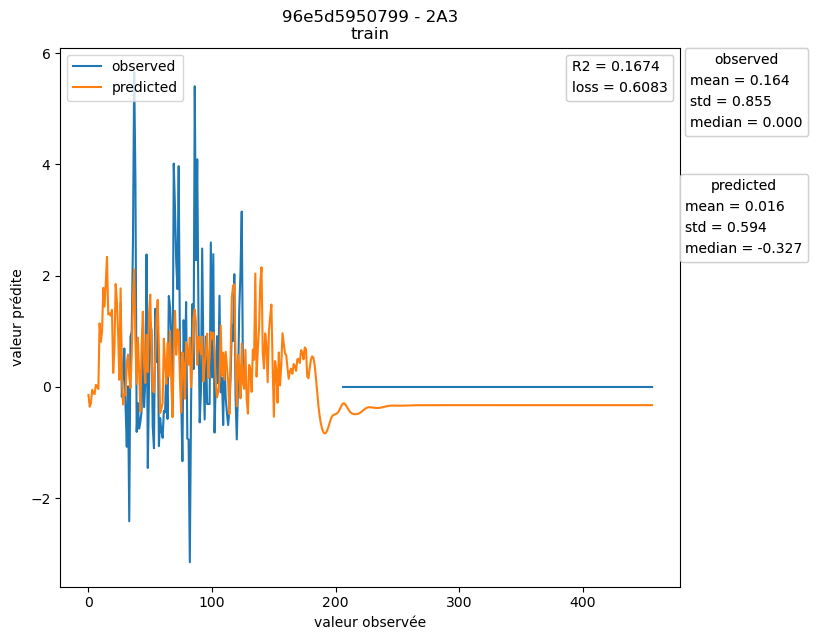 96e5d5950799 - 2A3
train
observed
predicted
R2 = 0.1674
loss = 0.6083
observed
mean = 0.164
std = 0.855
median = 0.000
predicted
mean = 0.016
std = 0.594
median = -0.327
valeur prédite
6
4
2
0
−2
0
100
200
300
400
valeur observée